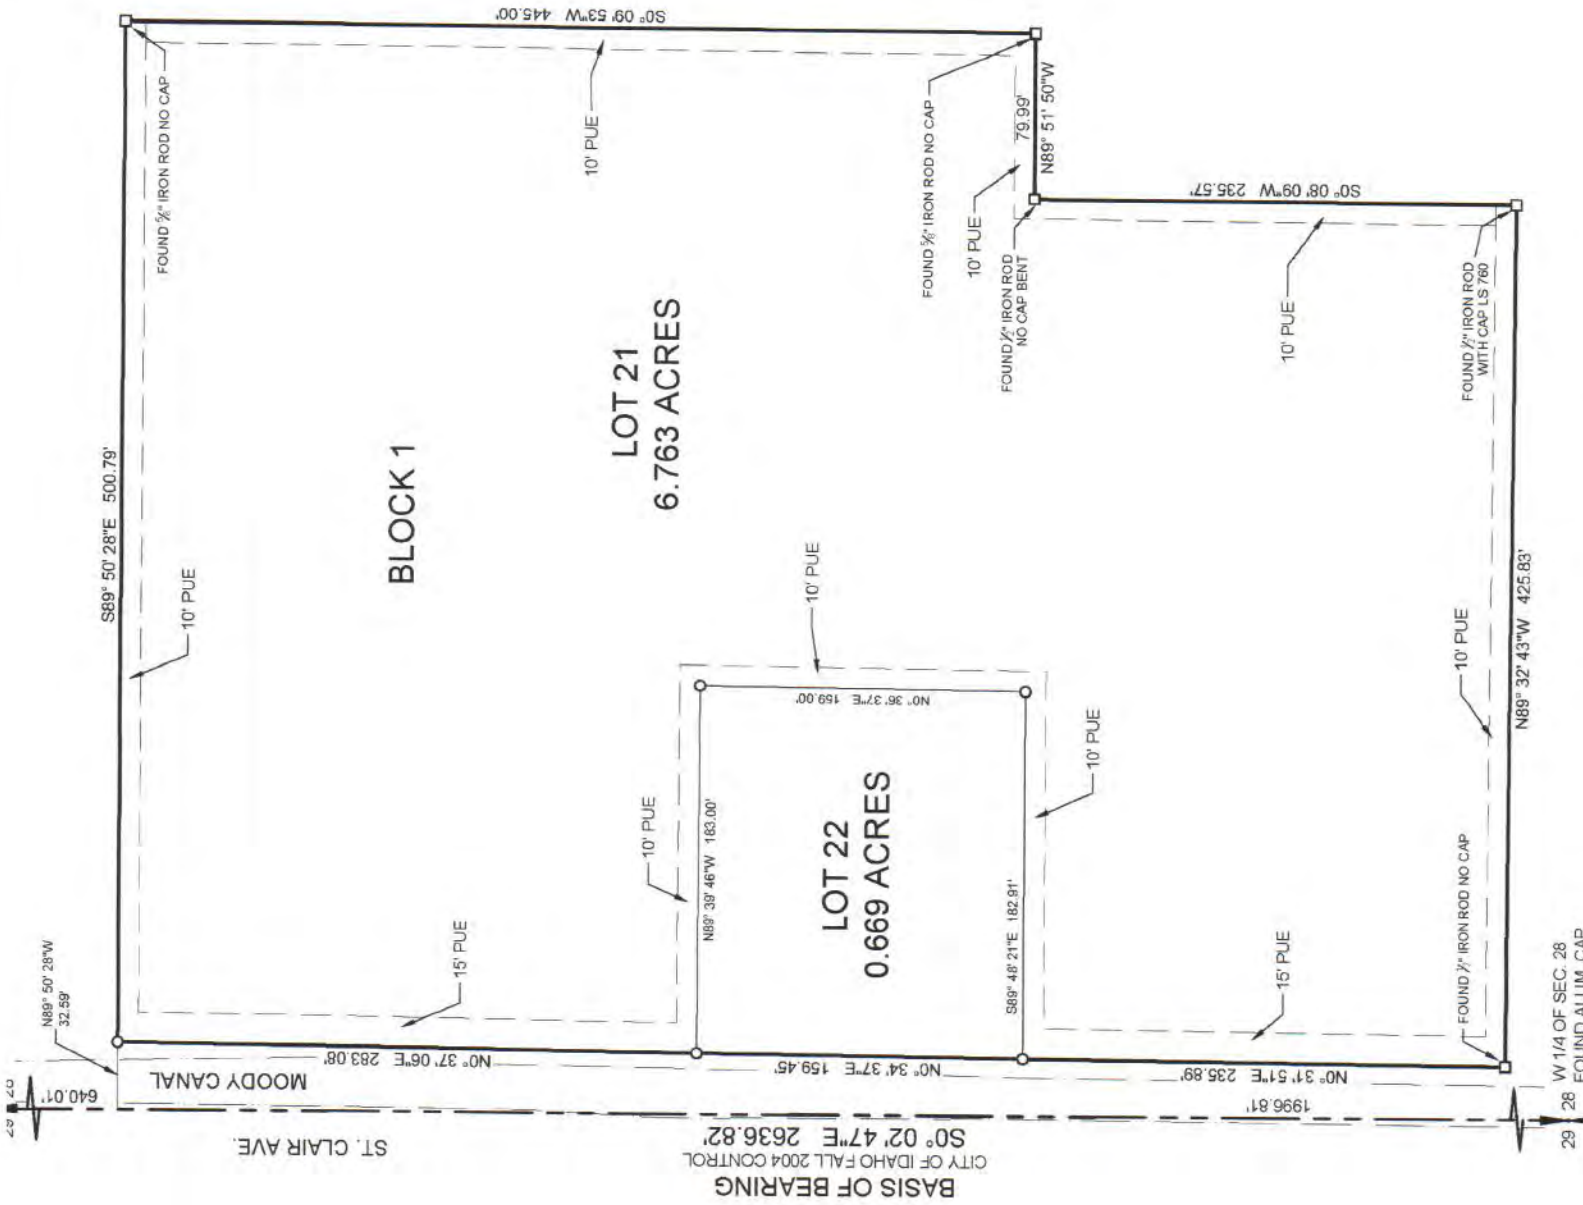 S0° 09' 53"W 445.00'
FOUND 5/8" IRON ROD NO CAP
10' PUE
FOUND 5/8" IRON ROD NO CAP
79.99'
N89° 51' 50"W
10' PUE
FOUND 1/2" IRON ROD
NO CAP BENT
S0° 08' 09"W 235.57'
10' PUE
FOUND 1/2" IRON ROD
WITH CAP LS 760
S89° 50' 28"E 500.79'
10' PUE
BLOCK 1
LOT 21
6.763 ACRES
10' PUE
N0° 36' 37"E 159.00'
10' PUE
N89° 39' 46"W 183.00'
LOT 22
0.669 ACRES
S89° 48' 21"E 182.91'
10' PUE
10' PUE
N89° 32' 43"W 425.83'
N89° 50' 28"W
32.59'
15' PUE
15' PUE
FOUND 1/2" IRON ROD NO CAP
N0° 37' 06"E 283.08'
N0° 34' 37"E 159.45'
N0° 31' 51"E 235.89'
MOODY CANAL
640.01'
1996.81'
ST. CLAIR AVE.
S0° 02' 47"E 2636.82'
CITY OF IDAHO FALL 2004 CONTROL
BASIS OF BEARING
29 28
W 1/4 OF SEC. 28
FOUND ALUM. CAP